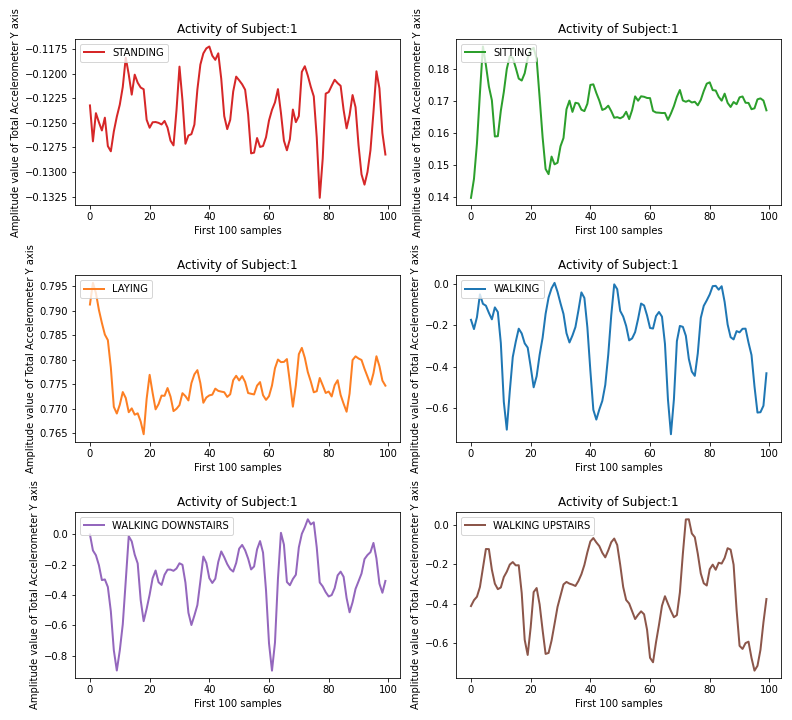 Activity of Subject:1
Amplitude value of Total Accelerometer Y axis
STANDING
−0.1175
−0.1200
−0.1225
−0.1250
−0.1275
−0.1300
−0.1325
0 20 40 60 80 100
First 100 samples
Activity of Subject:1
Amplitude value of Total Accelerometer Y axis
SITTING
0.18
0.17
0.16
0.15
0.14
0 20 40 60 80 100
First 100 samples
Activity of Subject:1
Amplitude value of Total Accelerometer Y axis
LAYING
0.795
0.790
0.785
0.780
0.775
0.770
0.765
0 20 40 60 80 100
First 100 samples
Activity of Subject:1
Amplitude value of Total Accelerometer Y axis
WALKING
0.0
−0.2
−0.4
−0.6
0 20 40 60 80 100
First 100 samples
Activity of Subject:1
Amplitude value of Total Accelerometer Y axis
WALKING DOWNSTAIRS
0.0
−0.2
−0.4
−0.6
−0.8
0 20 40 60 80 100
First 100 samples
Activity of Subject:1
Amplitude value of Total Accelerometer Y axis
WALKING UPSTAIRS
0.0
−0.2
−0.4
−0.6
0 20 40 60 80 100
First 100 samples